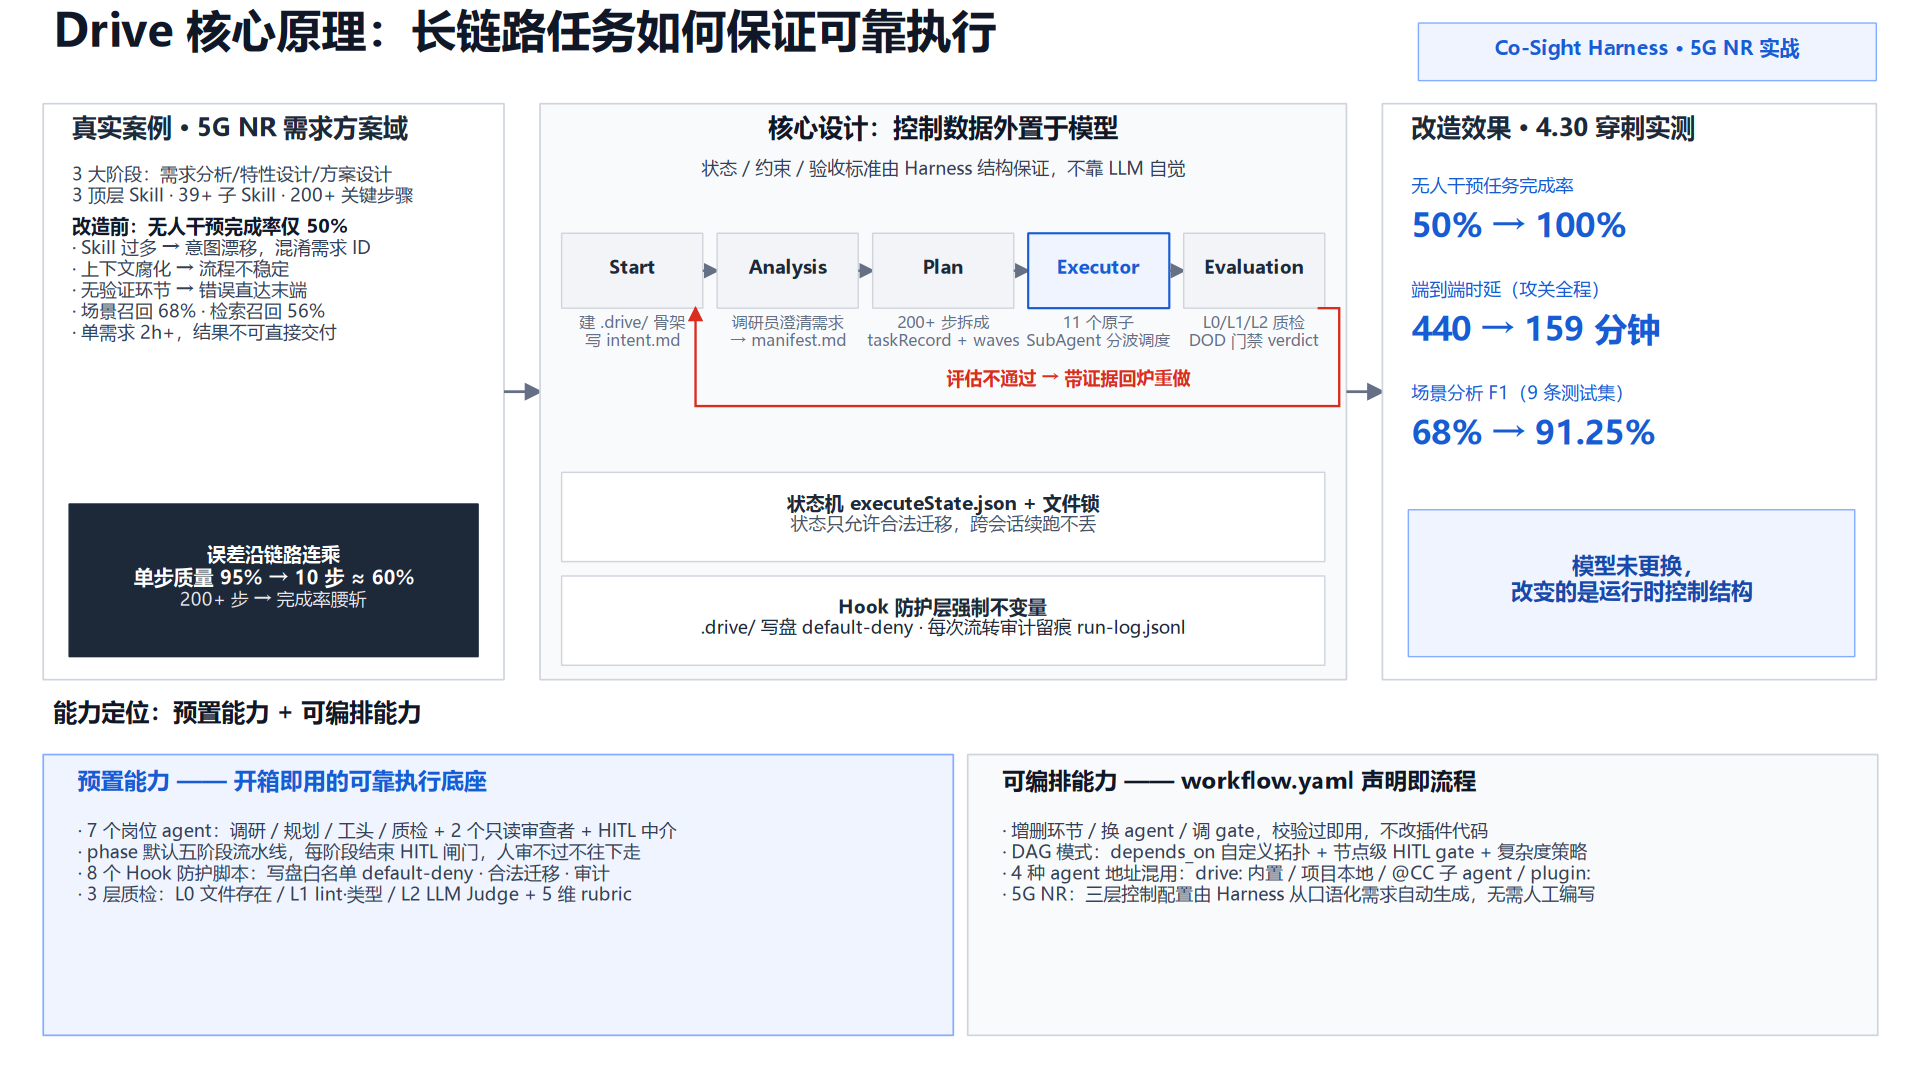 Drive 核心原理：长链路任务如何保证可靠执行
Co-Sight Harness • 5G NR 实战
真实案例 • 5G NR 需求方案域
3 大阶段：需求分析/特性设计/方案设计
3 顶层 Skill · 39+ 子 Skill · 200+ 关键步骤
改造前：无人干预完成率仅 50%
· Skill 过多 → 意图漂移，混淆需求 ID
· 上下文腐化 → 流程不稳定
· 无验证环节 → 错误直达末端
· 场景召回 68% · 检索召回 56%
· 单需求 2h+，结果不可直接交付
误差沿链路连乘
单步质量 95% → 10 步 ≈ 60%
200+ 步 → 完成率腰斩
核心设计：控制数据外置于模型
状态 / 约束 / 验收标准由 Harness 结构保证，不靠 LLM 自觉
Start
建 .drive/ 骨架
写 intent.md
Analysis
调研员澄清需求
→ manifest.md
Plan
200+ 步拆成
taskRecord + waves
Executor
11 个原子
SubAgent 分波调度
Evaluation
L0/L1/L2 质检
DOD 门禁 verdict
评估不通过 → 带证据回炉重做
状态机 executeState.json + 文件锁
状态只允许合法迁移，跨会话续跑不丢
Hook 防护层强制不变量
.drive/ 写盘 default-deny · 每次流转审计留痕 run-log.jsonl
改造效果 • 4.30 穿刺实测
无人干预任务完成率
50% → 100%
端到端时延（攻关全程）
440 → 159 分钟
场景分析 F1（9 条测试集）
68% → 91.25%
模型未更换，
改变的是运行时控制结构
能力定位：预置能力 + 可编排能力
预置能力 —— 开箱即用的可靠执行底座
· 7 个岗位 agent：调研 / 规划 / 工头 / 质检 + 2 个只读审查者 + HITL 中介
· phase 默认五阶段流水线，每阶段结束 HITL 闸门，人审不过不往下走
· 8 个 Hook 防护脚本：写盘白名单 default-deny · 合法迁移 · 审计
· 3 层质检：L0 文件存在 / L1 lint·类型 / L2 LLM Judge + 5 维 rubric
可编排能力 —— workflow.yaml 声明即流程
· 增删环节 / 换 agent / 调 gate，校验过即用，不改插件代码
· DAG 模式：depends_on 自定义拓扑 + 节点级 HITL gate + 复杂度策略
· 4 种 agent 地址混用：drive: 内置 / 项目本地 / @CC 子 agent / plugin:
· 5G NR：三层控制配置由 Harness 从口语化需求自动生成，无需人工编写